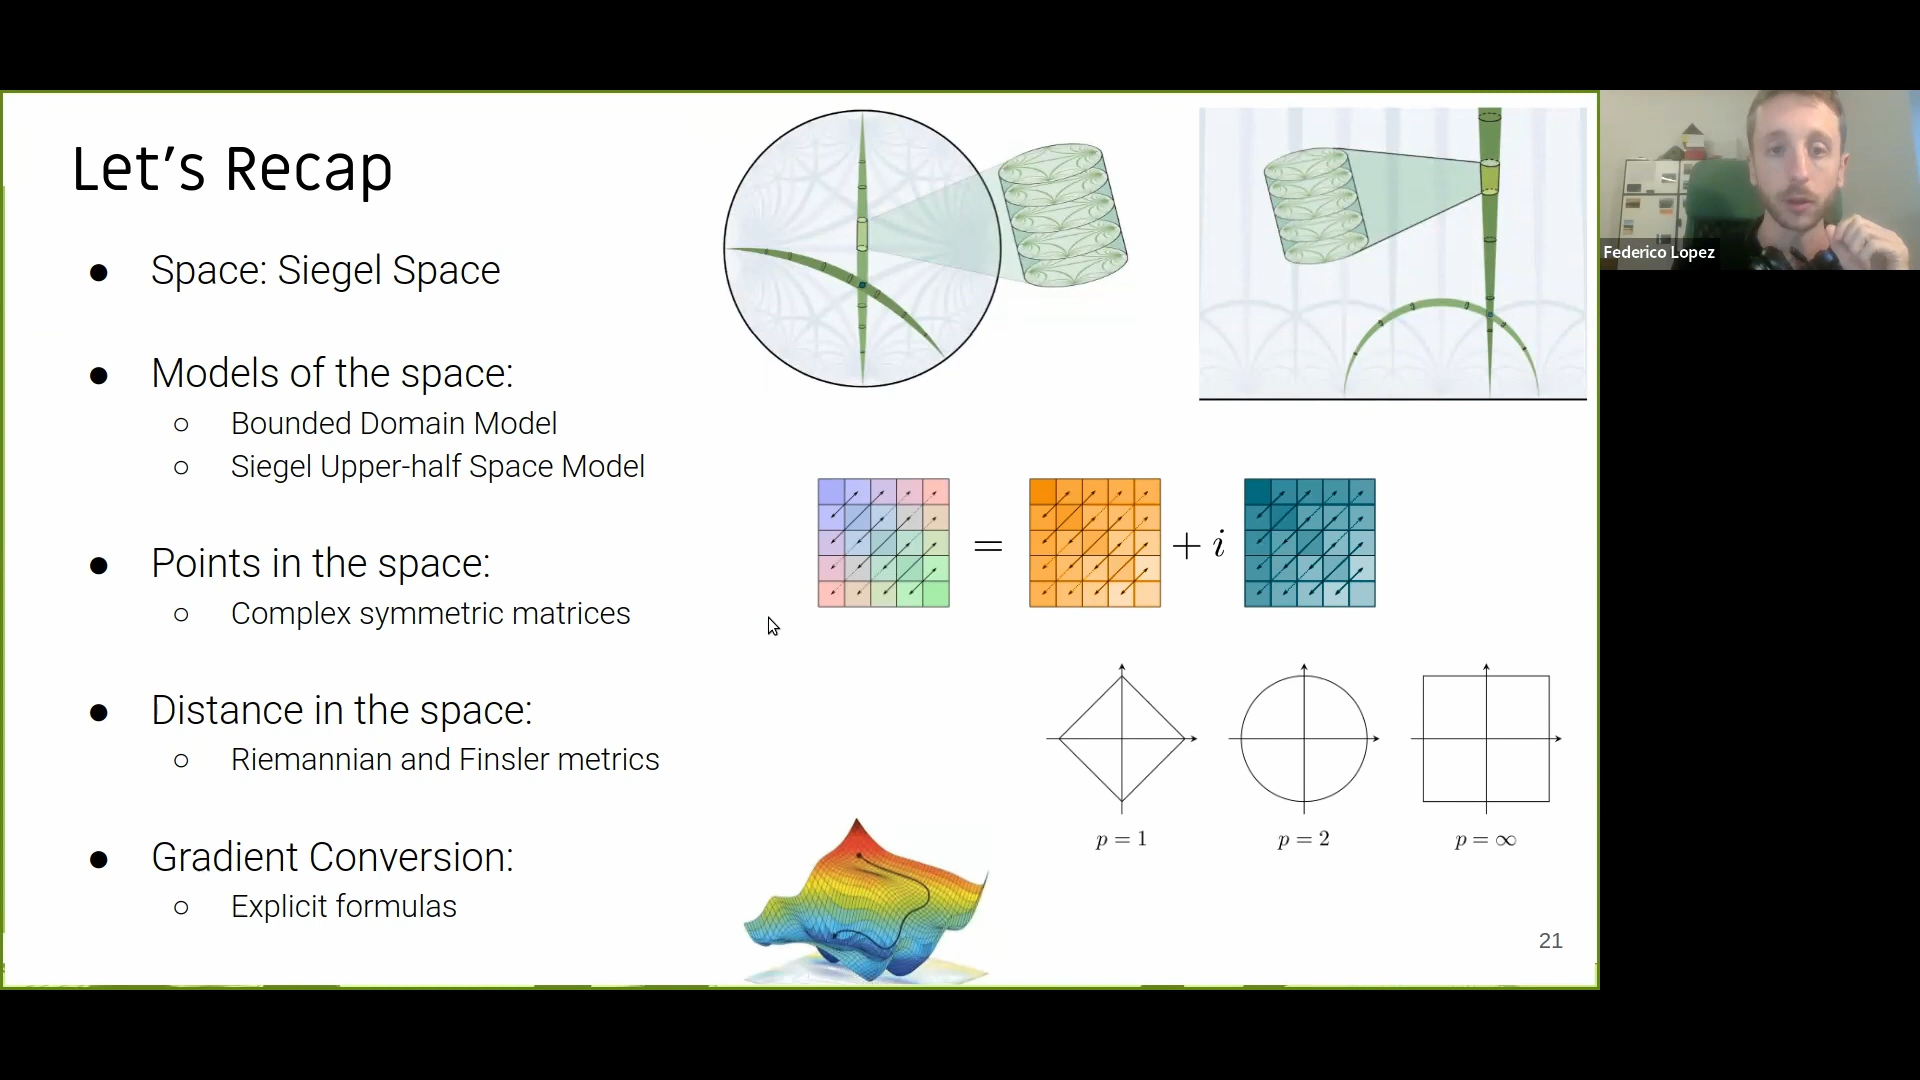 Let's Recap
● Space: Siegel Space
● Models of the space:
○ Bounded Domain Model
○ Siegel Upper-half Space Model
● Points in the space:
○ Complex symmetric matrices
● Distance in the space:
○ Riemannian and Finsler metrics
● Gradient Conversion:
○ Explicit formulas
= + i
p = 1
p = 2
p = ∞
21
Federico Lopez